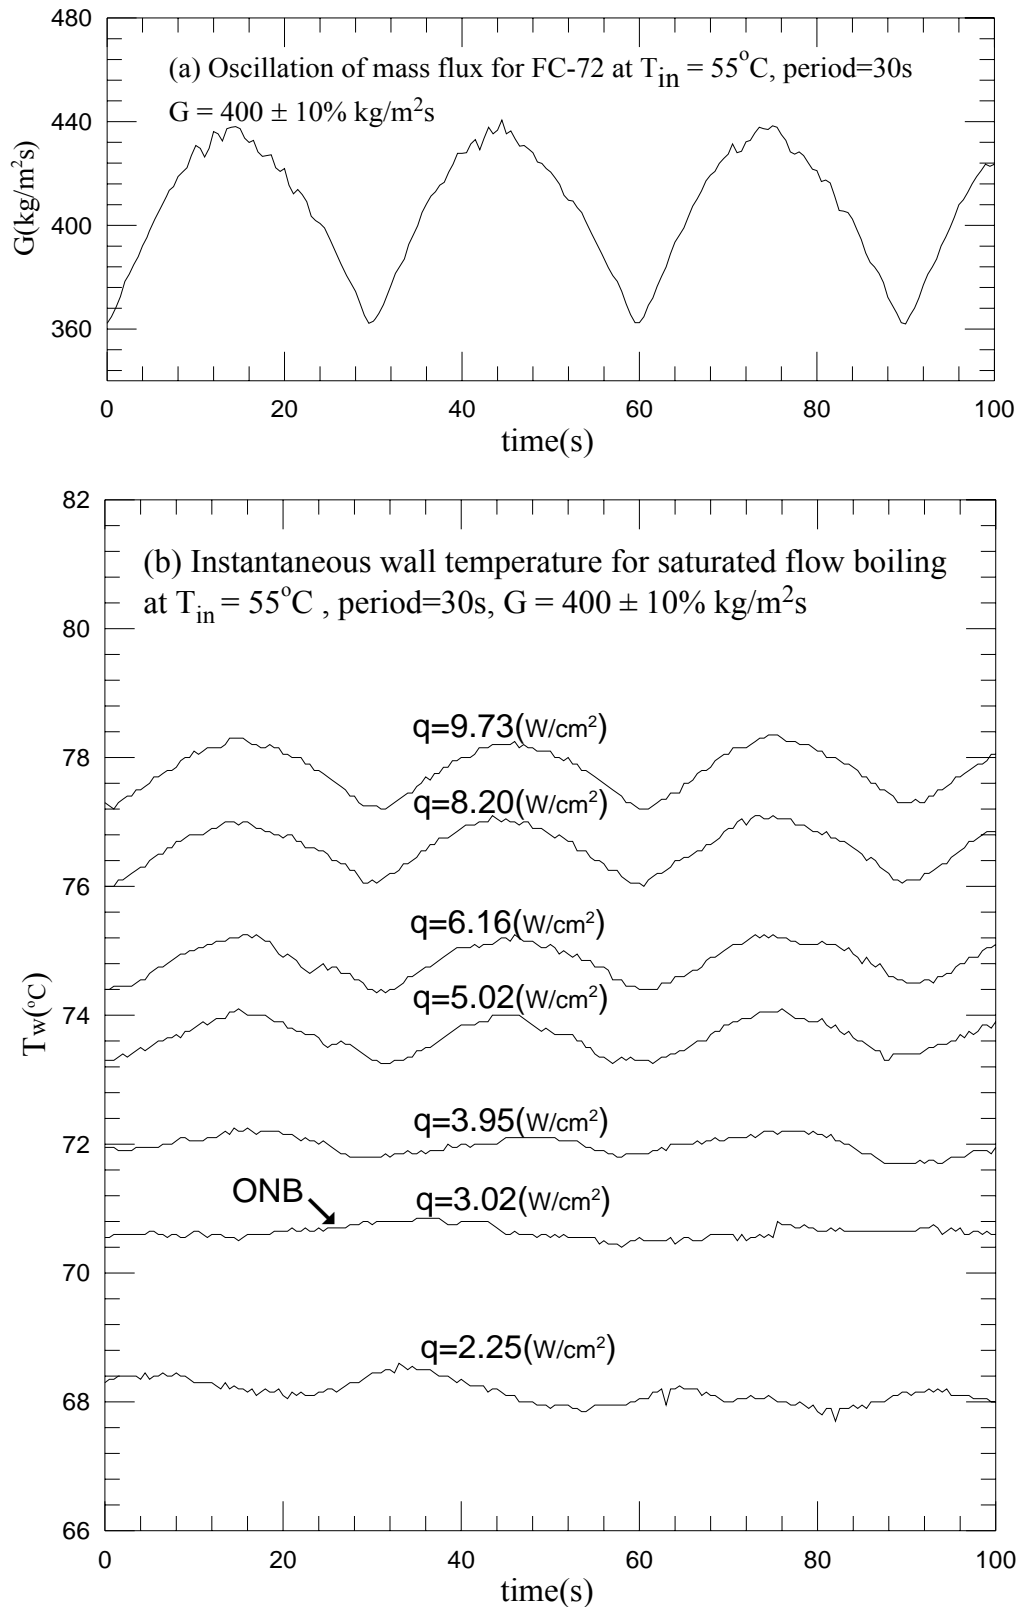 480
(a) Oscillation of mass flux for FC-72 at Tin = 55°C, period=30s
G = 400 ± 10% kg/m²s
440
400
360
G(kg/m²s)
0 20 40 60 80 100
time(s)
82
(b) Instantaneous wall temperature for saturated flow boiling
at Tin = 55°C , period=30s, G = 400 ± 10% kg/m²s
80
q=9.73(W/cm²)
78
q=8.20(W/cm²)
76
q=6.16(W/cm²)
q=5.02(W/cm²)
74
Tw(°C)
q=3.95(W/cm²)
72
ONB
q=3.02(W/cm²)
70
q=2.25(W/cm²)
68
66
0 20 40 60 80 100
time(s)